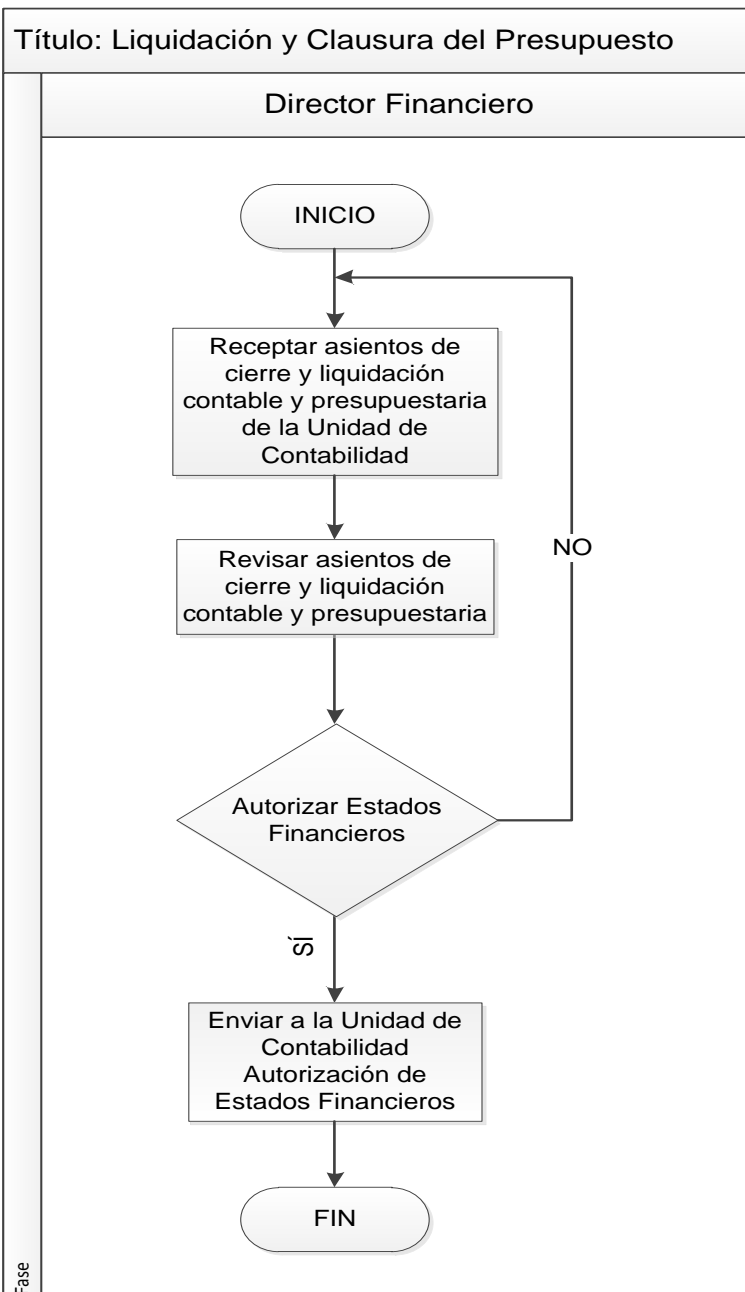 Título: Liquidación y Clausura del Presupuesto
Director Financiero
INICIO
Receptar asientos de
cierre y liquidación
contable y presupuestaria
de la Unidad de
Contabilidad
Revisar asientos de
cierre y liquidación
contable y presupuestaria
NO
Autorizar Estados
Financieros
SÍ
Enviar a la Unidad de
Contabilidad
Autorización de
Estados Financieros
FIN
Fase